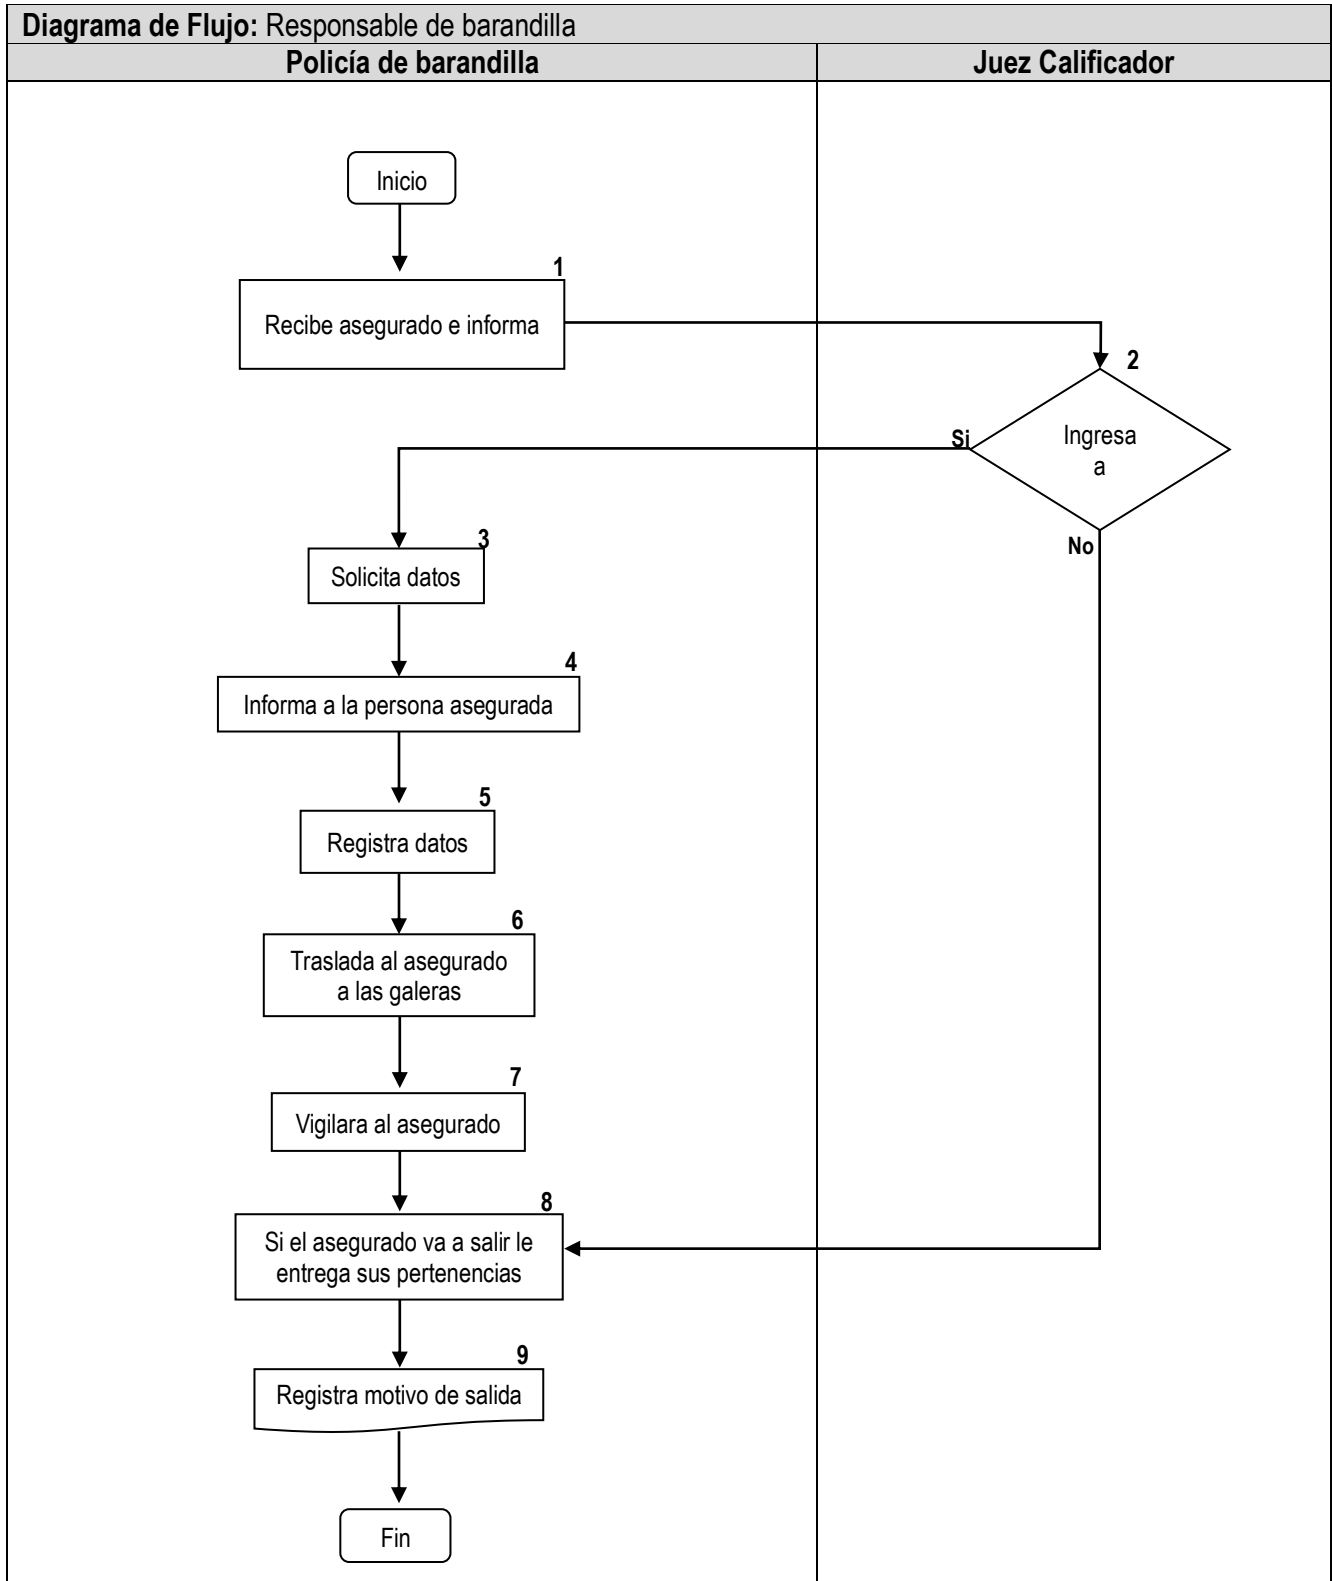 Diagrama de Flujo: Responsable de barandilla
Policía de barandilla
Juez Calificador
Inicio
1
Recibe asegurado e informa
2
Ingresa
a
Si
No
3
Solicita datos
4
Informa a la persona asegurada
5
Registra datos
6
Traslada al asegurado
a las galeras
7
Vigilara al asegurado
8
Si el asegurado va a salir le
entrega sus pertenencias
9
Registra motivo de salida
Fin